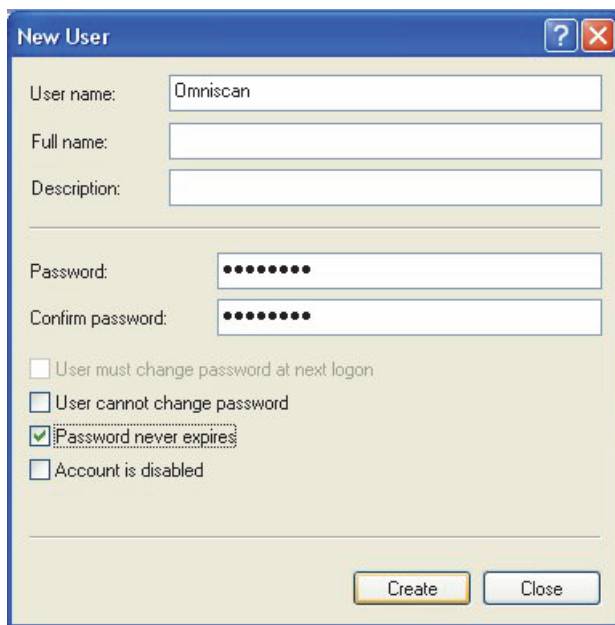 New User
User name: Omniscan
Full name:
Description:
Password: ●●●●●●●●
Confirm password: ●●●●●●●●
User must change password at next logon
User cannot change password
Password never expires
Account is disabled
Create Close